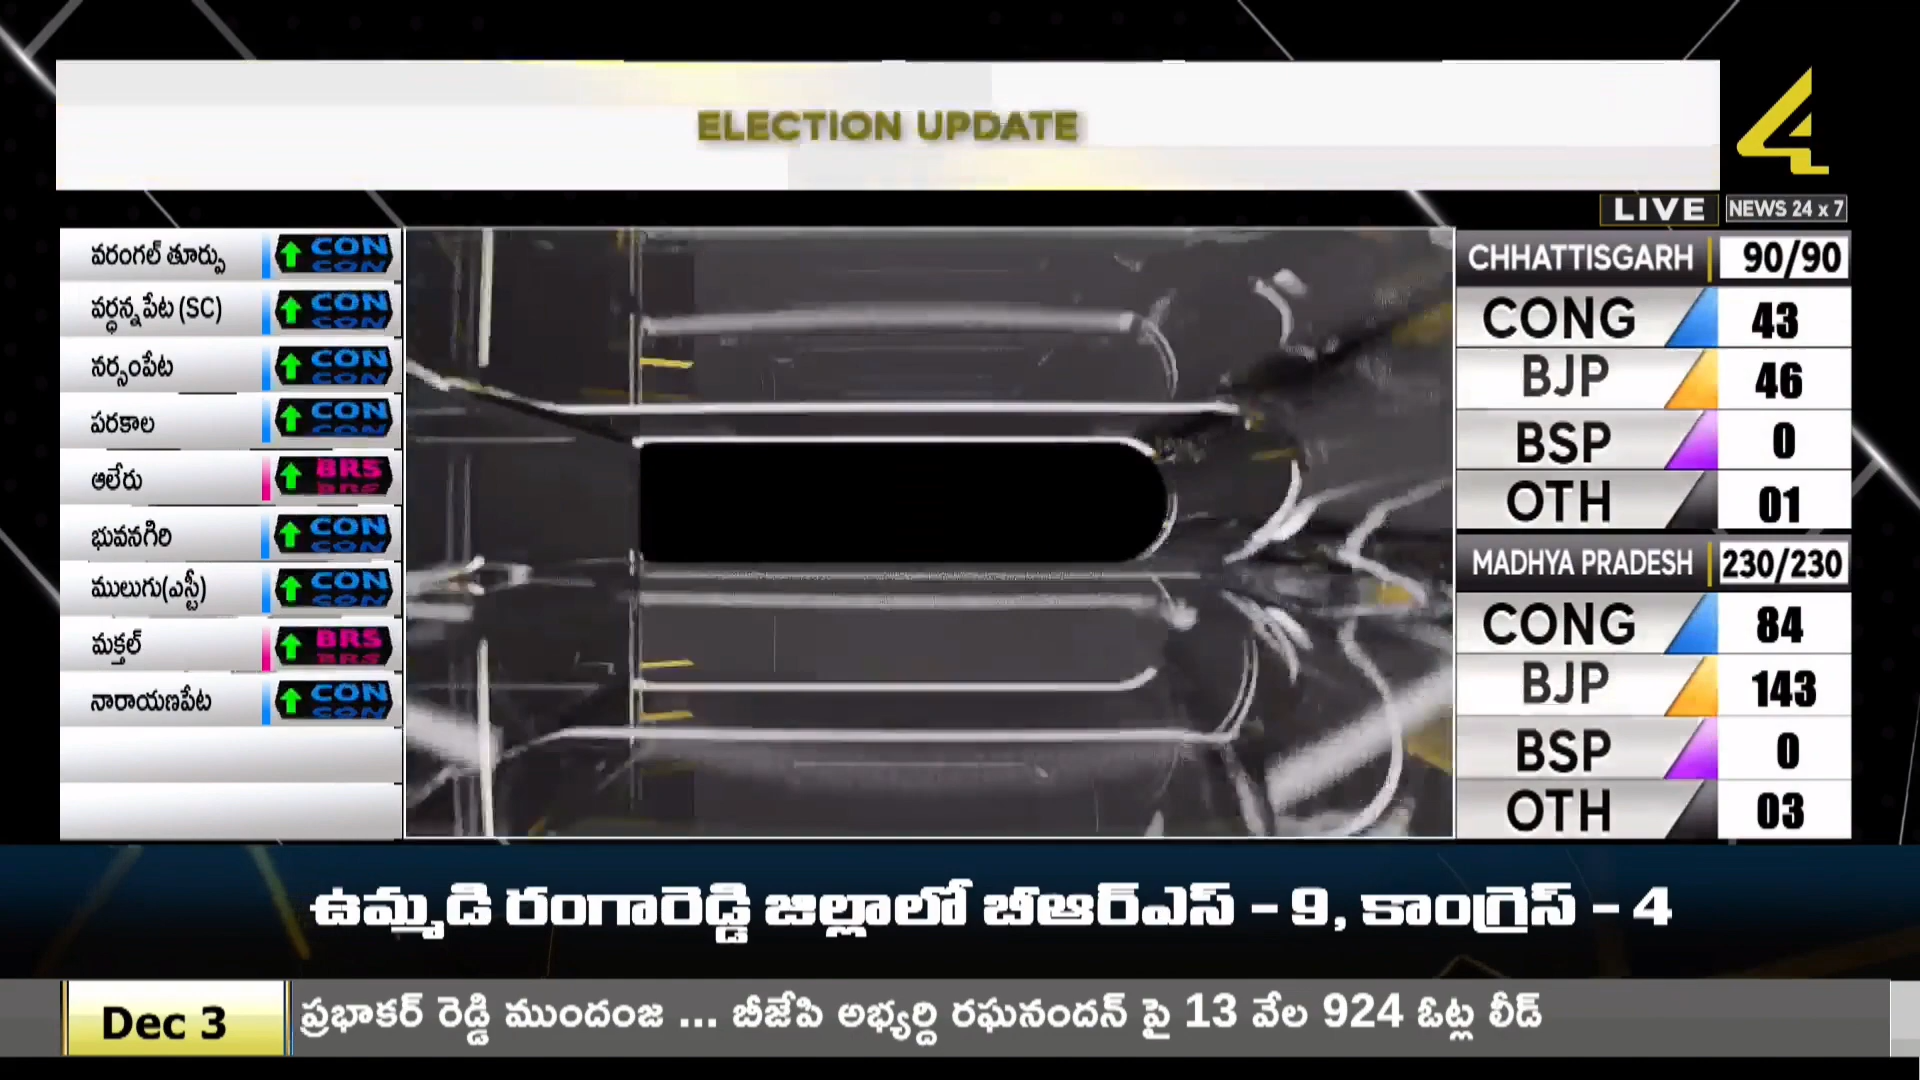 ELECTION UPDATE
4
LIVE NEWS 24 x 7
వరంగల్ తూర్పు CON
వర్ధన్నపేట (SC) CON
నర్సంపేట CON
పరకాల CON
ఆలేరు BRS
భువనగిరి CON
ములుగు(ఎస్టీ) CON
మక్తల్ BRS
నారాయణపేట CON
CHHATTISGARH 90/90
CONG 43
BJP 46
BSP 0
OTH 01
MADHYA PRADESH 230/230
CONG 84
BJP 143
BSP 0
OTH 03
ఉమ్మడి రంగారెడ్డి జిల్లాలో బీఆర్ఎస్ - 9, కాంగ్రెస్ - 4
Dec 3 ప్రభాకర్ రెడ్డి ముందంజ ... బీజేపి అభ్యర్ది రఘనందన్ పై 13 వేల 924 ఓట్ల లీడ్